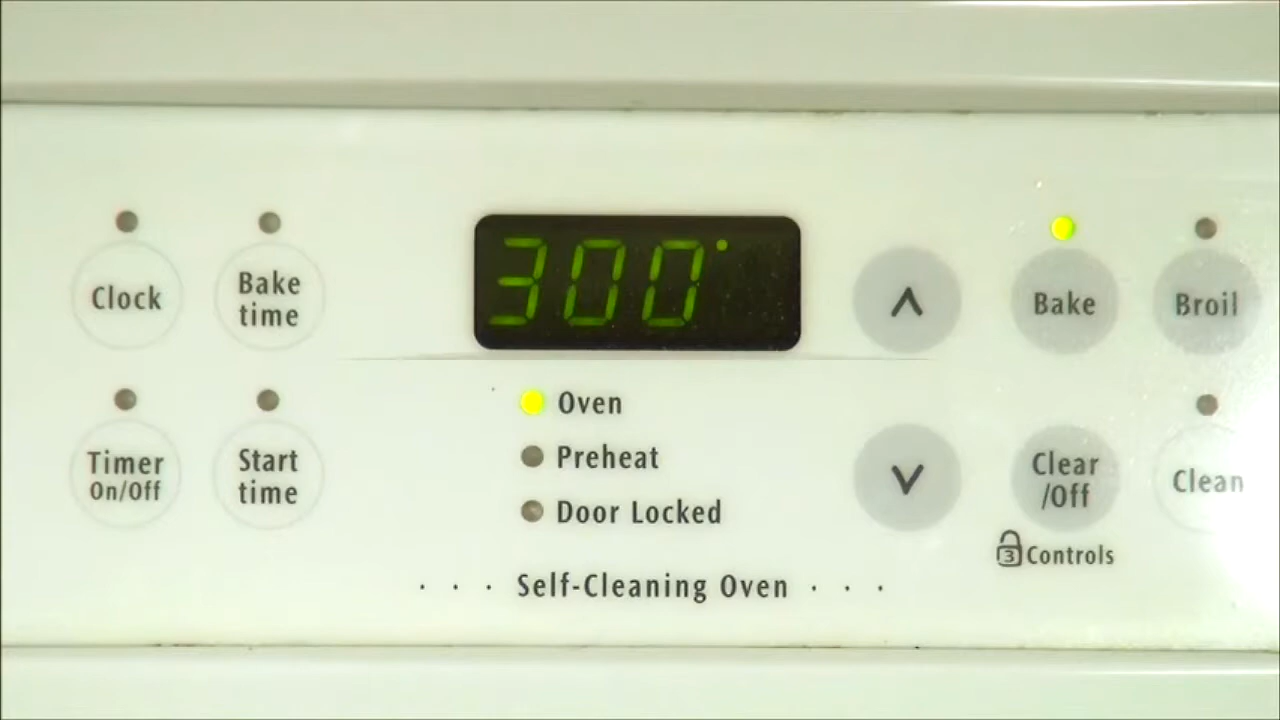 300°
Clock
Bake
time
Bake
Broil
Oven
Preheat
Door Locked
Timer
On/Off
Start
time
Clear
/Off
Clean
3 Controls
. . . Self-Cleaning Oven . . .